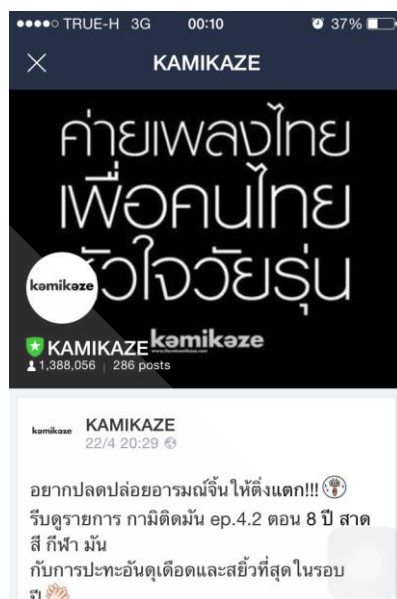 TRUE-H 3G 00:10 37%
KAMIKAZE
ค่ายเพลงไทย
เพื่อคนไทย
หัวใจวัยรุ่น
kamikaze
kamikaze
KAMIKAZE
1,388,056 | 286 posts
kamikaze
KAMIKAZE
22/4 20:29
อยากปลดปล่อยอารมณ์จิ้นให้ติ่งแตก!!!
รีบดูรายการ กามิติดมัน ep.4.2 ตอน 8 ปี สาด
สี กีฬา มัน
กับการปะทะอันดุเดือดและสยิ้วที่สุดในรอบ
ปี